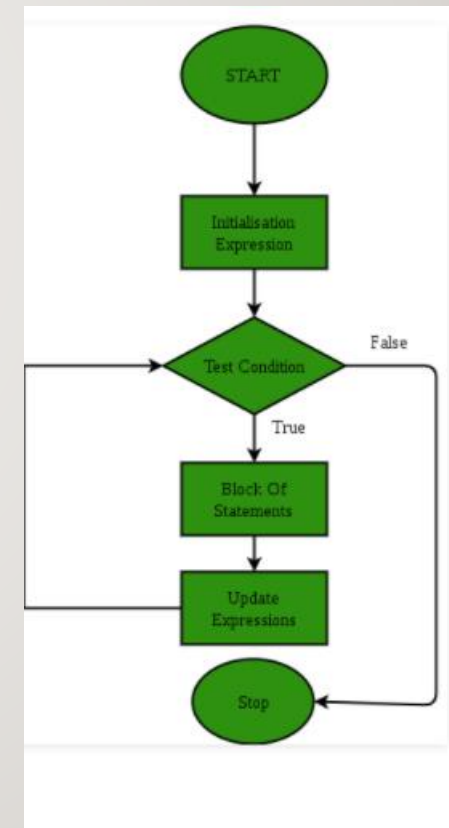 START
Initialisation
Expression
Test Condition
False
True
Block Of
Statements
Update
Expressions
Stop